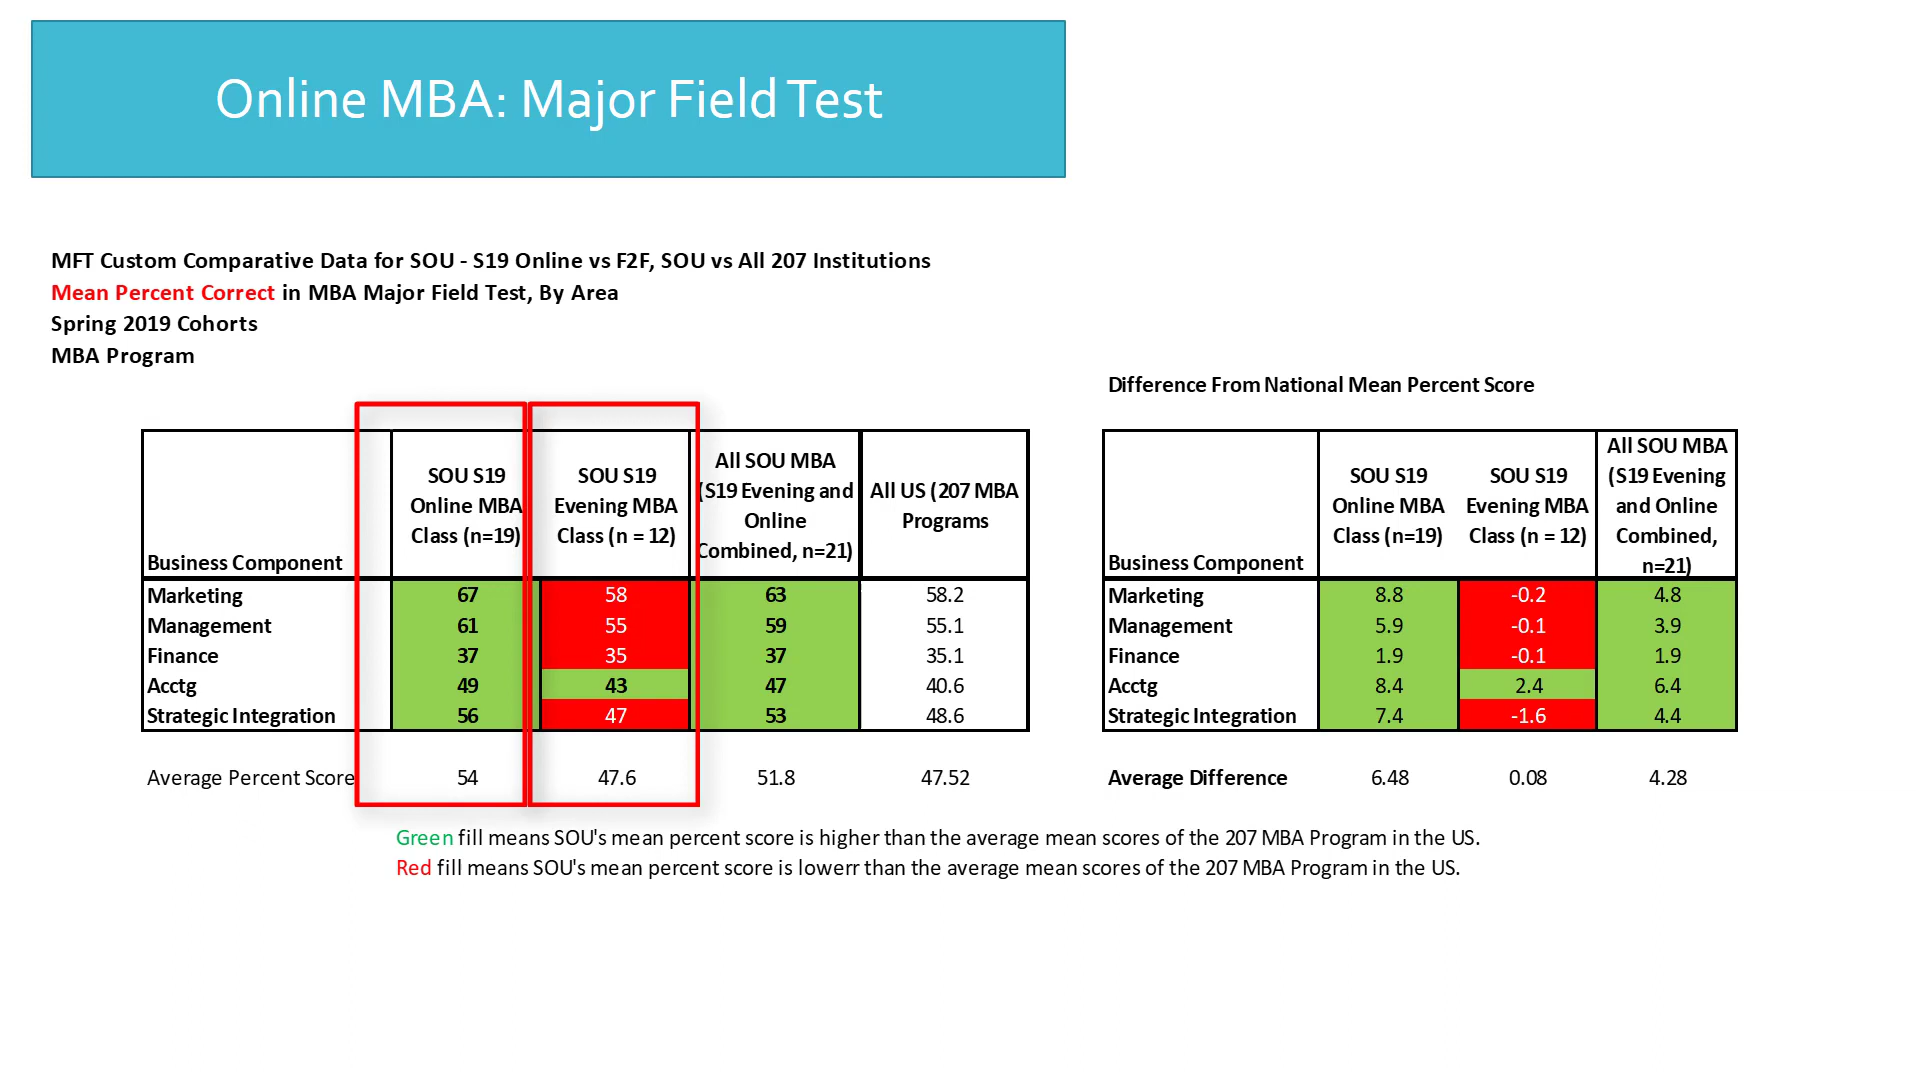 Online MBA: Major Field Test
MFT Custom Comparative Data for SOU - S19 Online vs F2F, SOU vs All 207 Institutions
Mean Percent Correct in MBA Major Field Test, By Area
Spring 2019 Cohorts
MBA Program
Business Component
SOU S19
Online MBA
Class (n=19)
SOU S19
Evening MBA
Class (n = 12)
All SOU MBA
(S19 Evening and
Online
Combined, n=21)
All US (207 MBA
Programs
Marketing 67 58 63 58.2
Management 61 55 59 55.1
Finance 37 35 37 35.1
Acctg 49 43 47 40.6
Strategic Integration 56 47 53 48.6
Average Percent Score 54 47.6 51.8 47.52
Difference From National Mean Percent Score
Business Component
SOU S19
Online MBA
Class (n=19)
SOU S19
Evening MBA
Class (n = 12)
All SOU MBA
(S19 Evening
and Online
Combined,
n=21)
Marketing 8.8 -0.2 4.8
Management 5.9 -0.1 3.9
Finance 1.9 -0.1 1.9
Acctg 8.4 2.4 6.4
Strategic Integration 7.4 -1.6 4.4
Average Difference 6.48 0.08 4.28
Green fill means SOU's mean percent score is higher than the average mean scores of the 207 MBA Program in the US.
Red fill means SOU's mean percent score is lowerr than the average mean scores of the 207 MBA Program in the US.